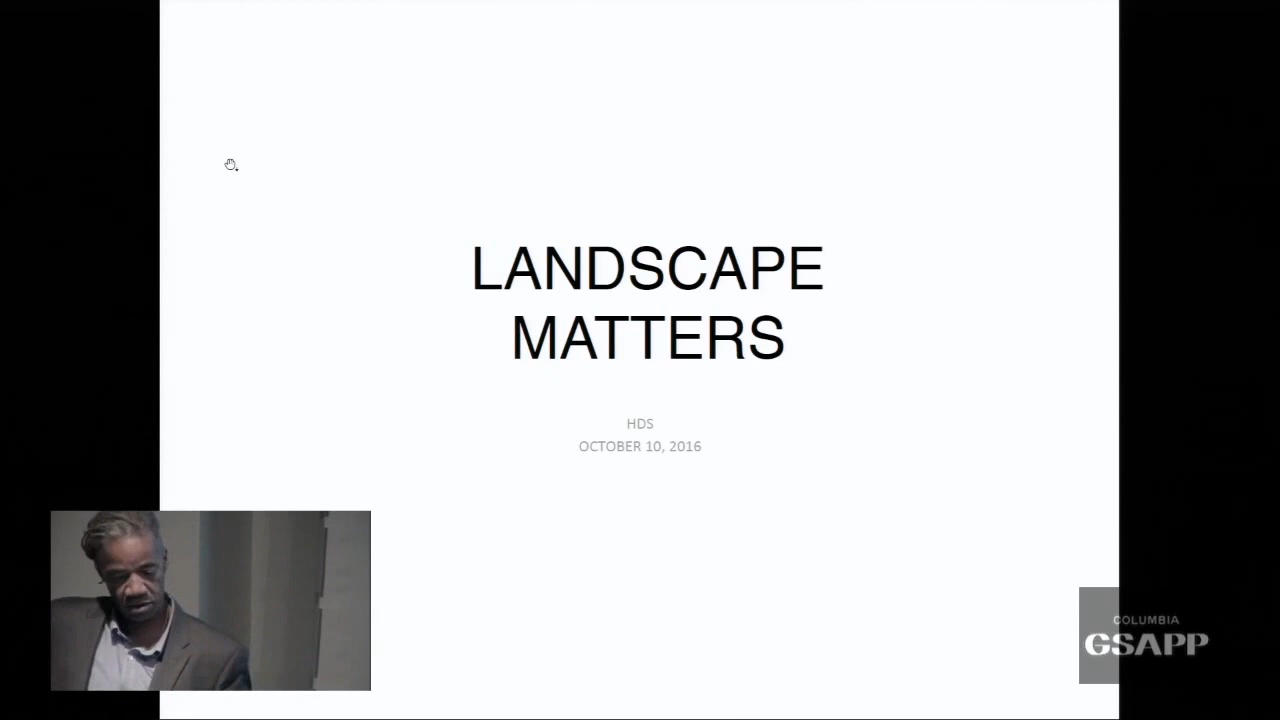 LANDSCAPE
MATTERS
HDS
OCTOBER 10, 2016
COLUMBIA
GSAPP